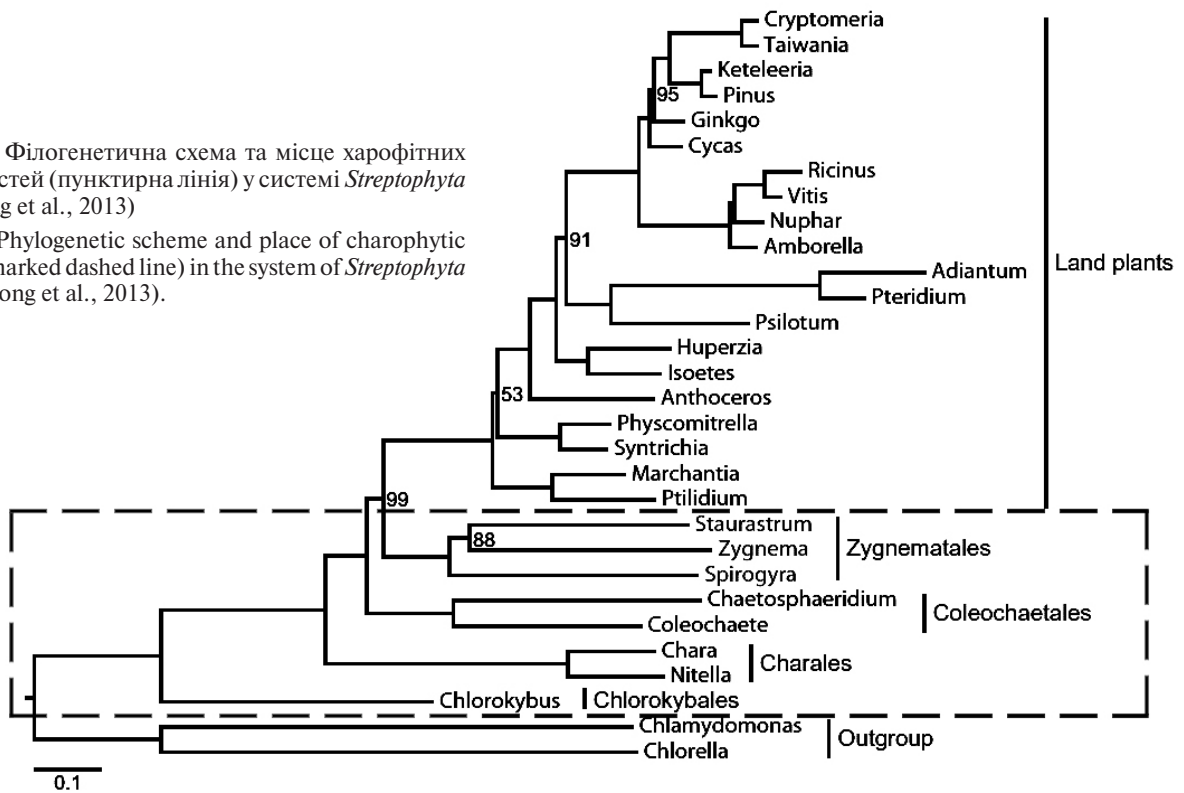 Cryptomeria
Taiwania
Keteleeria
Pinus
95
Ginkgo
Cycas
Філогенетична схема та місце харофітних
стей (пунктирна лінія) у системі Streptophyta
g et al., 2013)
Phylogenetic scheme and place of charophytic
marked dashed line) in the system of Streptophyta
ong et al., 2013).
Ricinus
Vitis
Nuphar
Amborella
91
Adiantum
Land plants
Pteridium
Psilotum
Huperzia
Isoetes
53
Anthoceros
Physcomitrella
Syntrichia
Marchantia
Ptilidium
99
Staurastrum
88
Zygnema
Zygnematales
Spirogyra
Chaetosphaeridium
Coleochaetales
Coleochaete
Chara
Charales
Nitella
Chlorokybus
Chlorokybales
Chlamydomonas
Outgroup
Chlorella
0.1